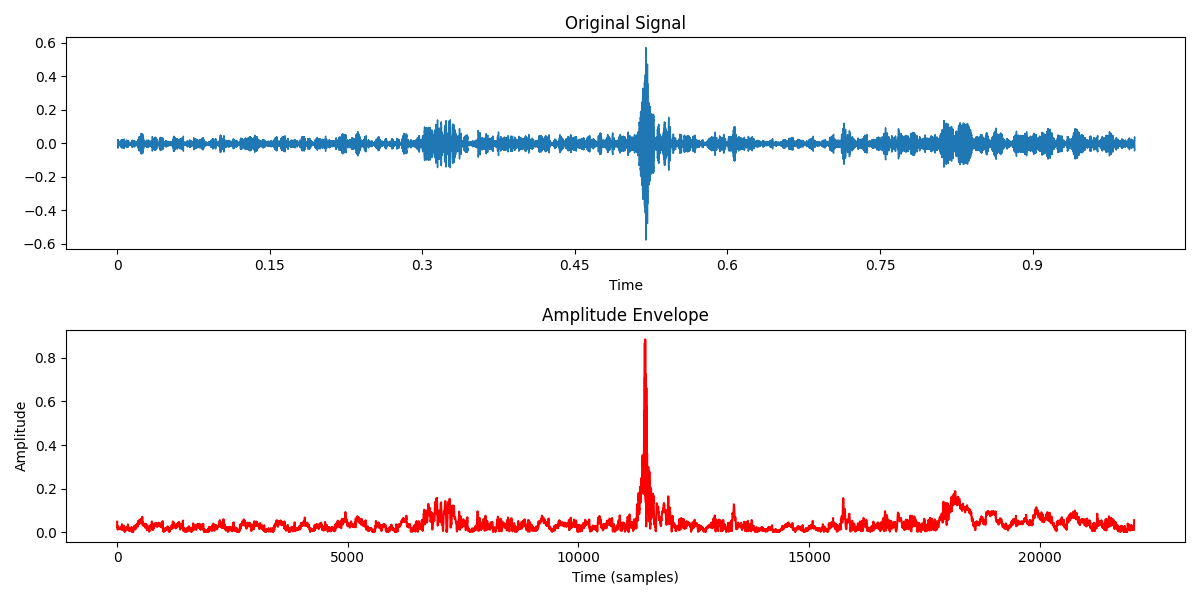 Original Signal
0.6
0.4
0.2
0.0
−0.2
−0.4
−0.6
0 0.15 0.3 0.45 0.6 0.75 0.9
Time
Amplitude Envelope
Amplitude
0.8
0.6
0.4
0.2
0.0
0 5000 10000 15000 20000
Time (samples)